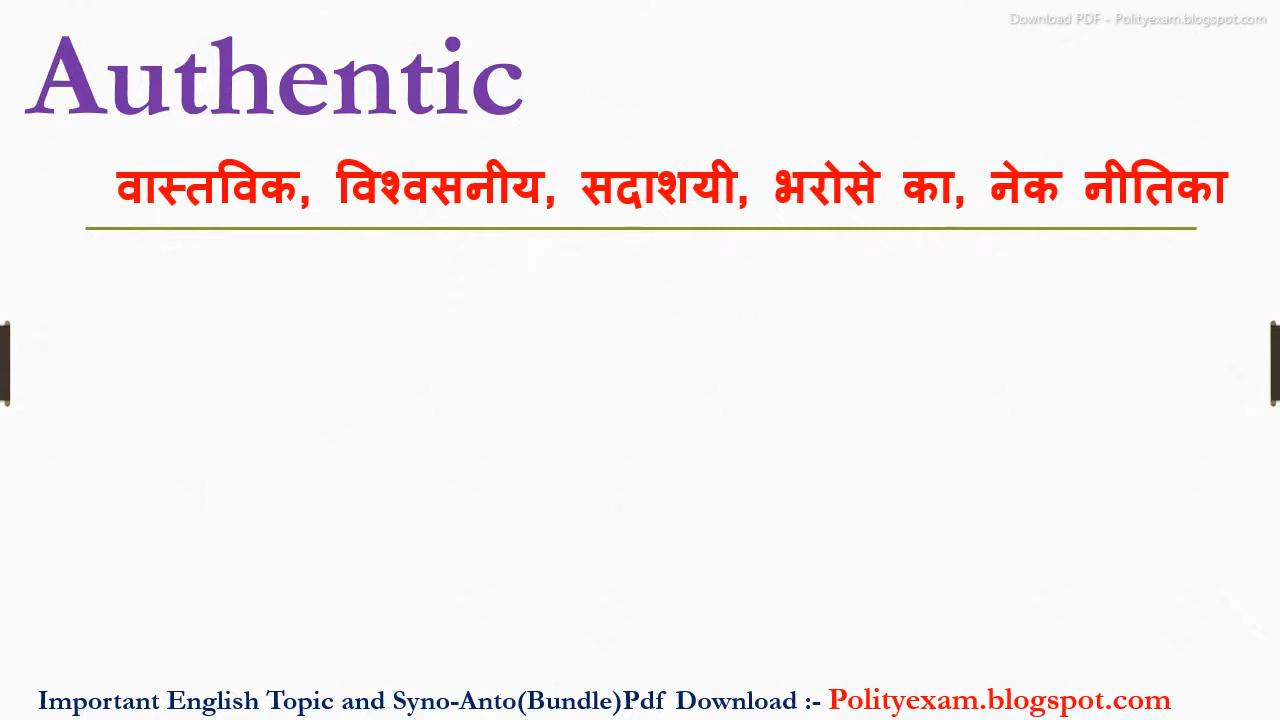 Download PDF - Polityexam.blogspot.com
Authentic
वास्तविक, विश्वसनीय, सदाशयी, भरोसे का, नेक नीतिका
Important English Topic and Syno-Anto(Bundle)Pdf Download :- Polityexam.blogspot.com